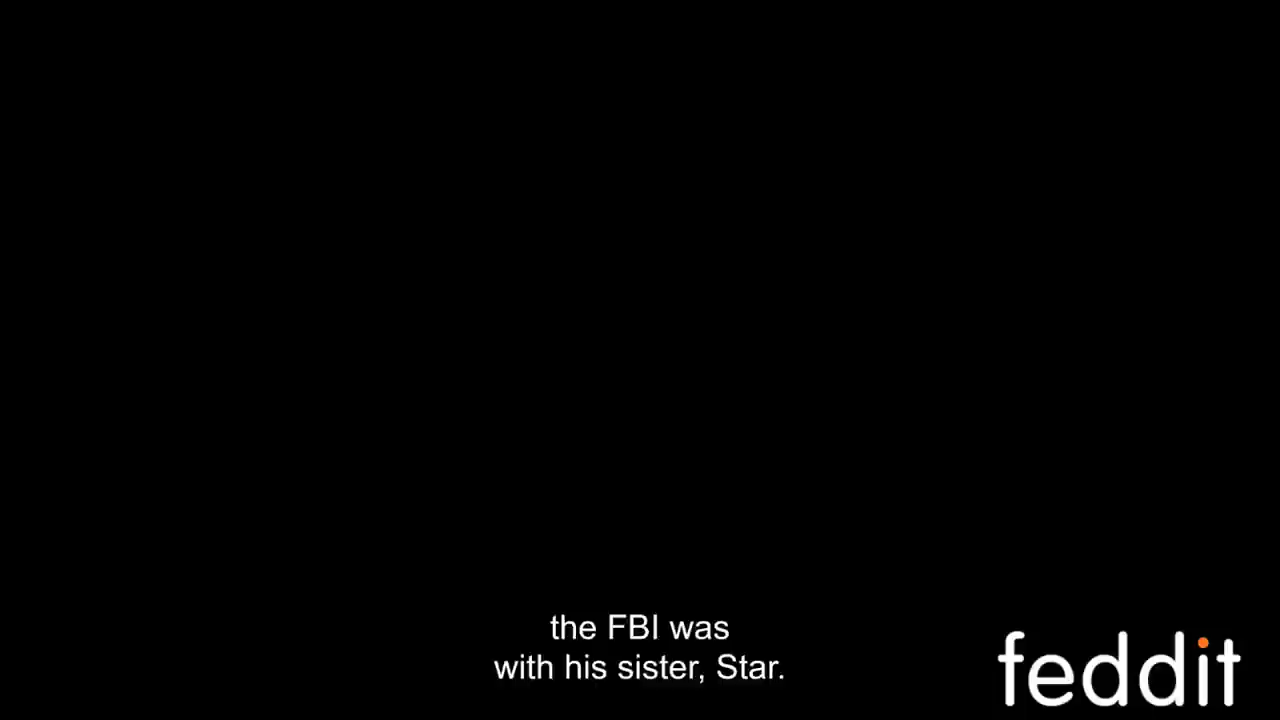 the FBI was
with his sister, Star.
feddit